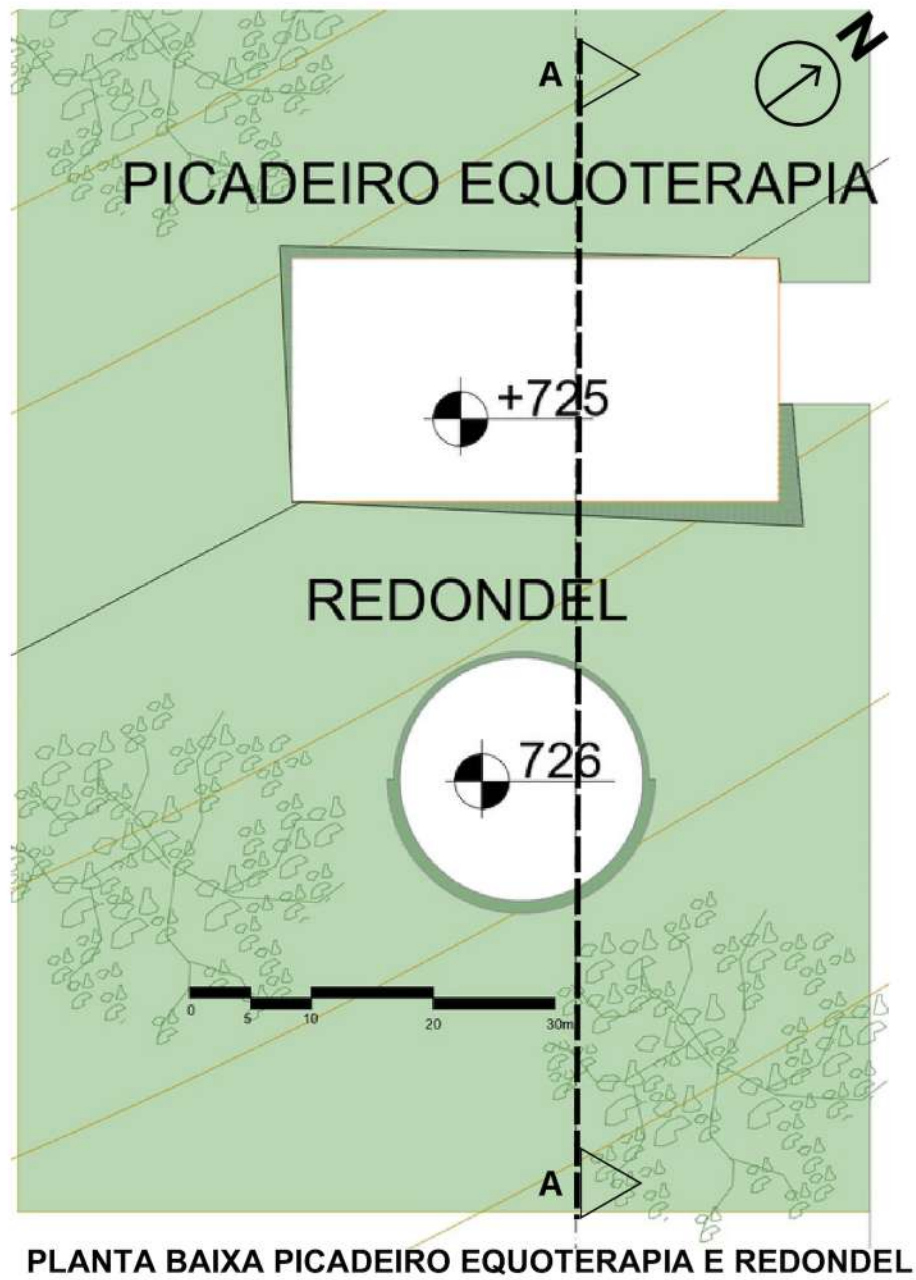 N
A
PICADEIRO EQUOTERAPIA
+725
REDONDEL
726
0 5 10 20 30m
A
PLANTA BAIXA PICADEIRO EQUOTERAPIA E REDONDEL